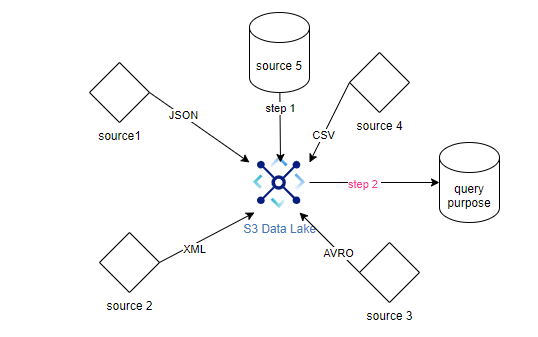 source 5
step 1
JSON
source1
CSV
source 4
step 2
query
purpose
S3 Data Lake
XML
AVRO
source 2
source 3